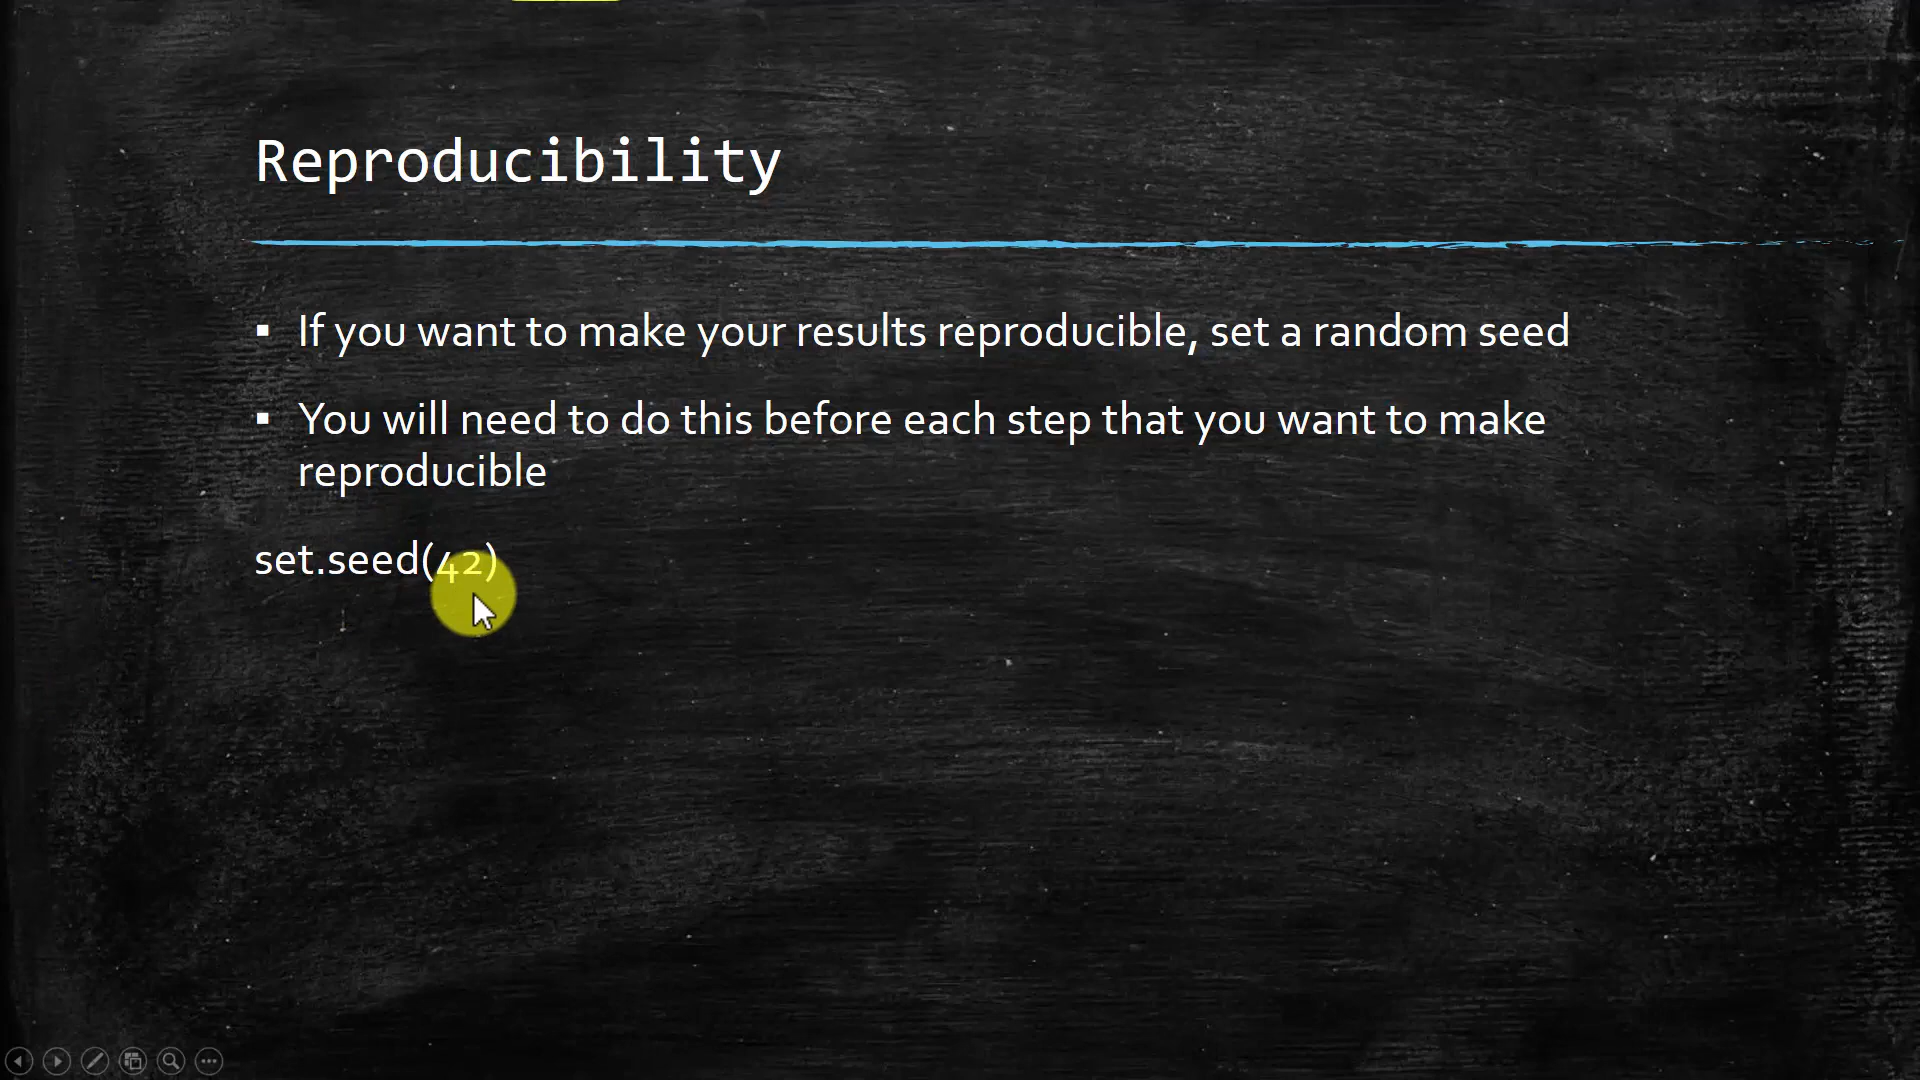 Reproducibility
▪ If you want to make your results reproducible, set a random seed
▪ You will need to do this before each step that you want to make
reproducible
set.seed(42)